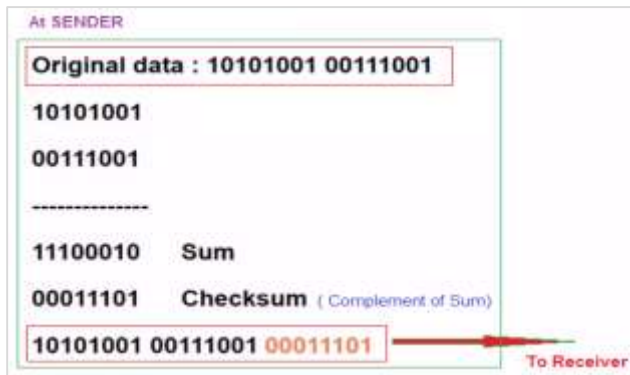 At SENDER
Original data : 10101001 00111001
10101001
00111001
--------------
11100010 Sum
00011101 Checksum ( Complement of Sum)
10101001 00111001 00011101
To Receiver